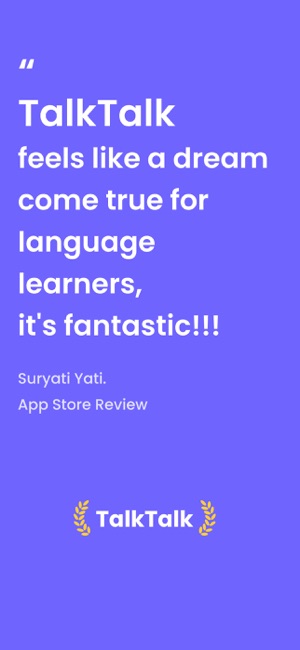 “
TalkTalk
feels like a dream
come true for
language
learners,
it's fantastic!!!
Suryati Yati.
App Store Review
TalkTalk